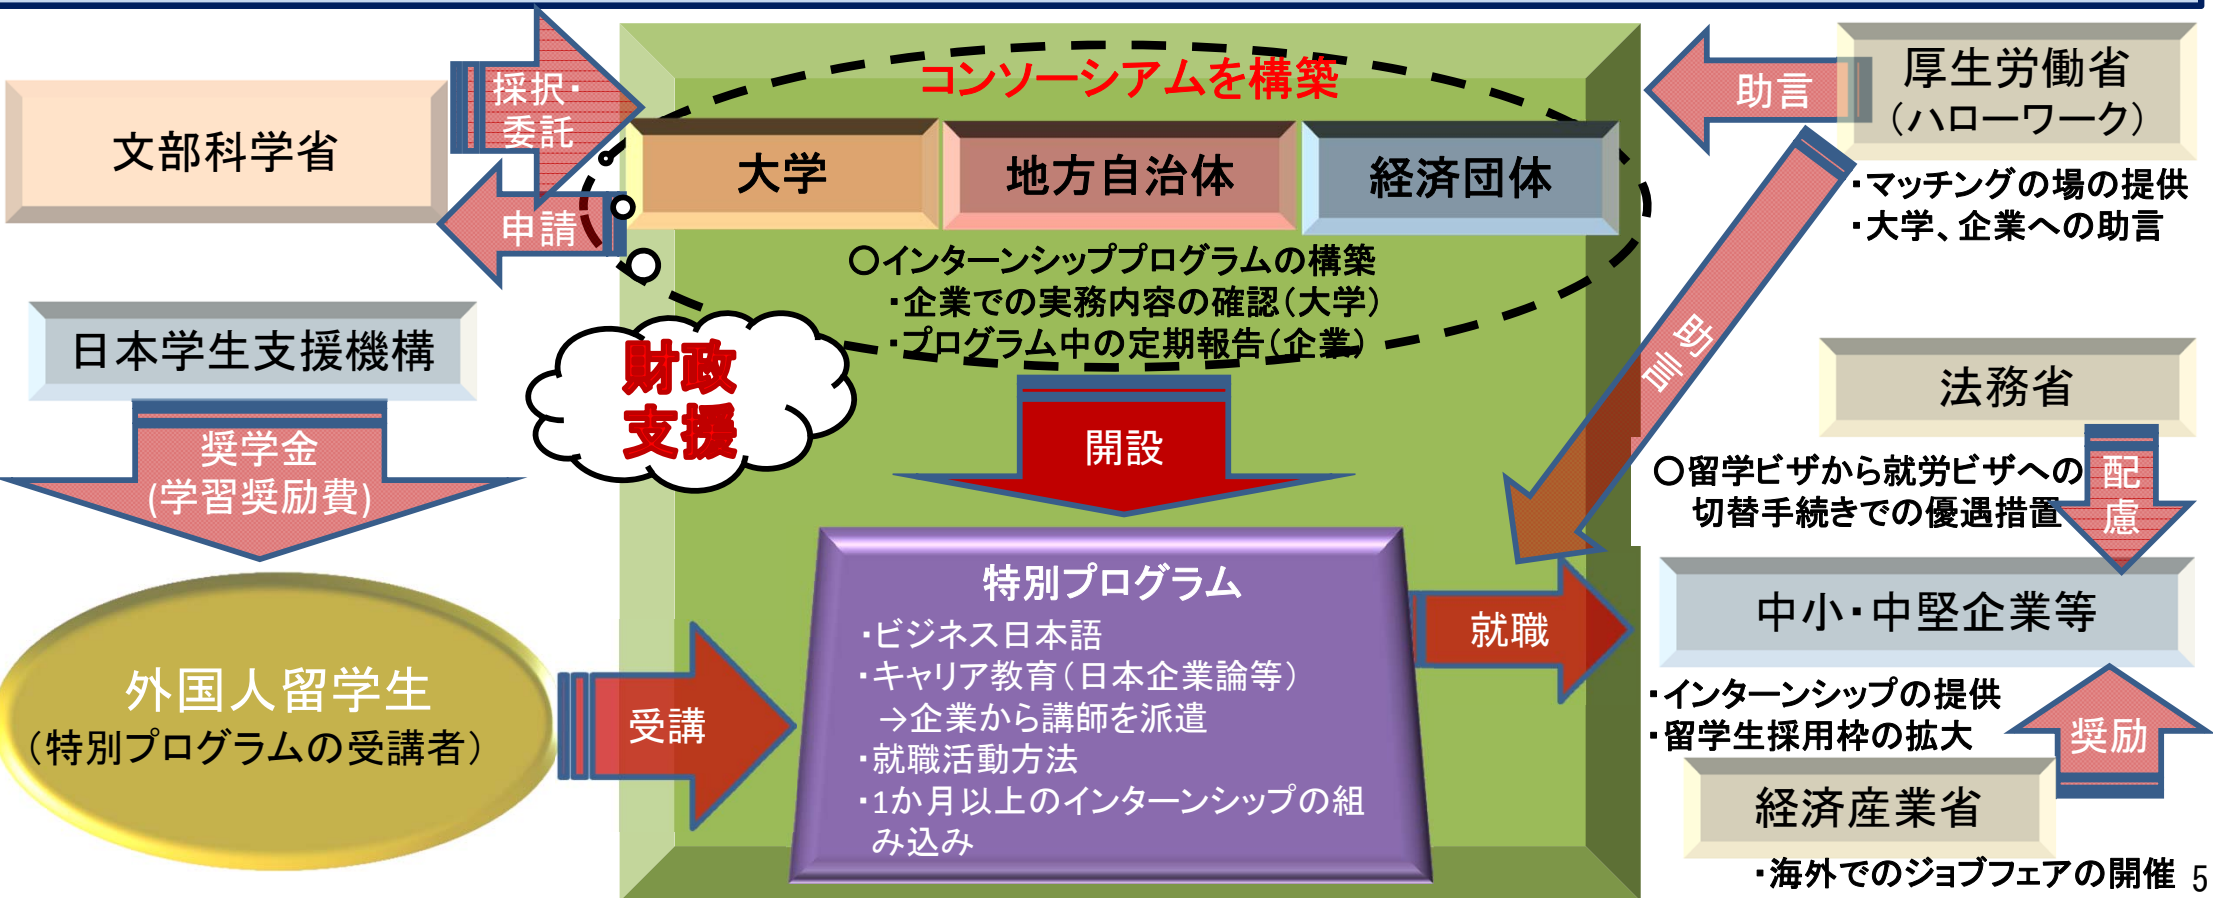 文部科学省
採択・
委託
申請
コンソーシアムを構築
大学
地方自治体
経済団体
○インターンシッププログラムの構築
・企業での実務内容の確認（大学）
・プログラム中の定期報告（企業）
助言
厚生労働省
（ハローワーク）
・マッチングの場の提供
・大学、企業への助言
助言
日本学生支援機構
奨学金
(学習奨励費)
財政
支援
開設
法務省
○留学ビザから就労ビザへの
切替手続きでの優遇措置
配
慮
外国人留学生
（特別プログラムの受講者）
受講
特別プログラム
・ビジネス日本語
・キャリア教育（日本企業論等）
→企業から講師を派遣
・就職活動方法
・1か月以上のインターンシップの組
み込み
就職
中小・中堅企業等
・インターンシップの提供
・留学生採用枠の拡大
奨励
経済産業省
・海外でのジョブフェアの開催
5